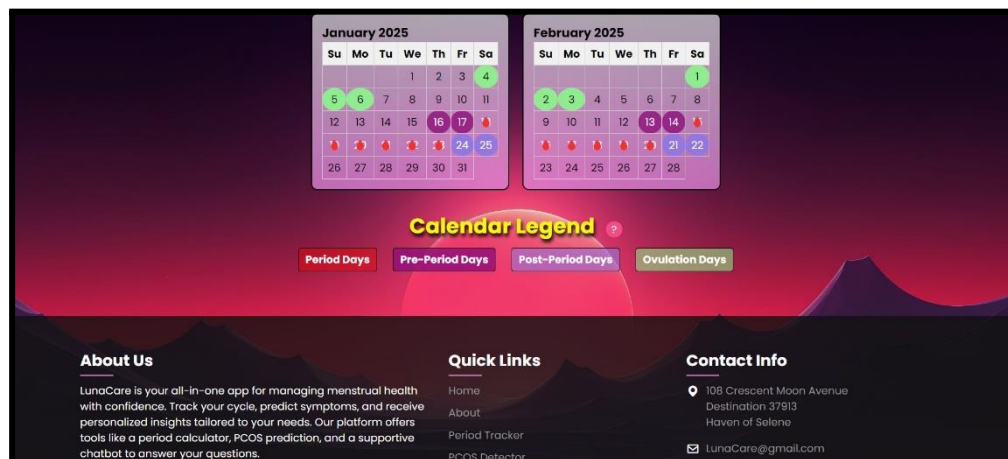 January 2025
Su Mo Tu We Th Fr Sa
1 2 3 4
5 6 7 8 9 10 11
12 13 14 15 16 17
24 25
26 27 28 29 30 31
February 2025
Su Mo Tu We Th Fr Sa
1
2 3 4 5 6 7 8
9 10 11 12 13 14
21 22
23 24 25 26 27 28
Calendar Legend ?
Period Days Pre-Period Days Post-Period Days Ovulation Days
About Us
LunaCare is your all-in-one app for managing menstrual health
with confidence. Track your cycle, predict symptoms, and receive
personalized insights tailored to your needs. Our platform offers
tools like a period calculator, PCOS prediction, and a supportive
chatbot to answer your questions.
Quick Links
Home
About
Period Tracker
PCOS Detector
Contact Info
108 Crescent Moon Avenue
Destination 37913
Haven of Selene
LunaCare@gmail.com